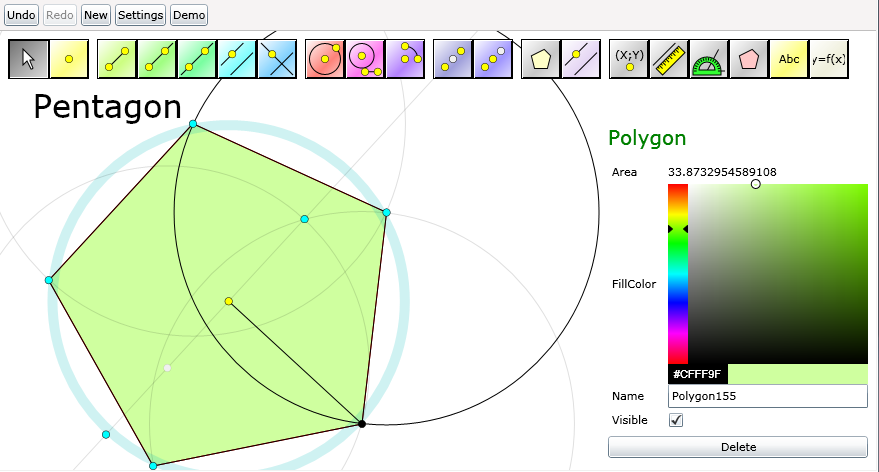 Undo Redo New Settings Demo
(X;Y) Abc y=f(x)
Pentagon
Polygon
Area 33.8732954589108
FillColor
#CFFF9F
Name Polygon155
Visible
Delete